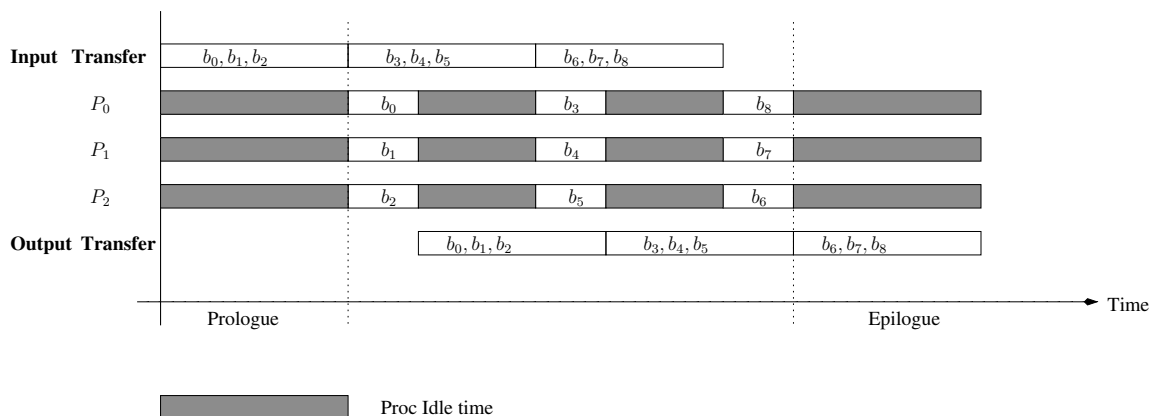 Input Transfer b₀, b₁, b₂ b₃, b₄, b₅ b₆, b₇, b₈
P₀ b₀ b₃ b₈
P₁ b₁ b₄ b₇
P₂ b₂ b₅ b₆
Output Transfer b₀, b₁, b₂ b₃, b₄, b₅ b₆, b₇, b₈
Time
Prologue Epilogue
Proc Idle time